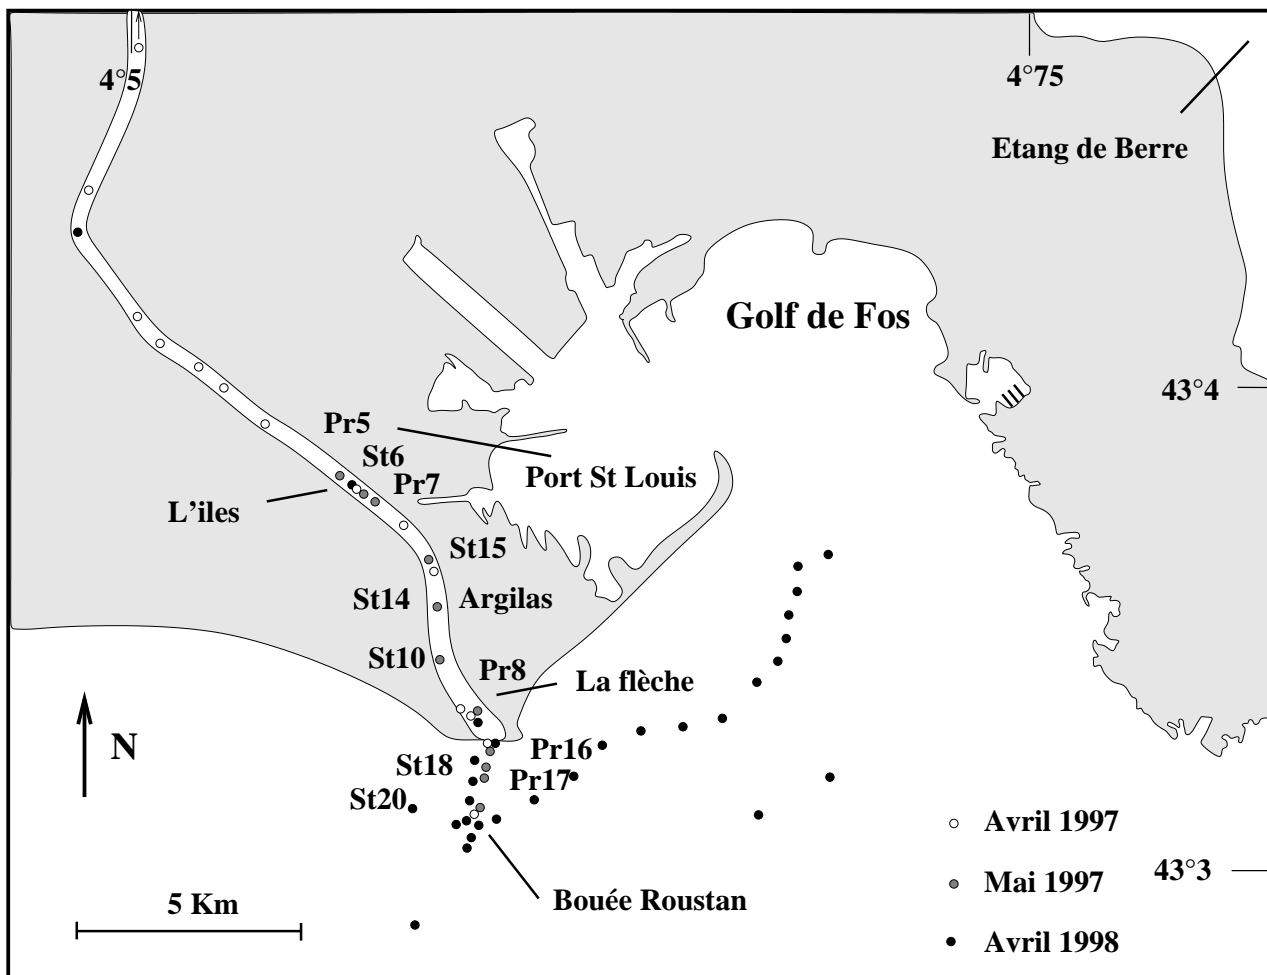 4°5
4°75
Etang de Berre
Golf de Fos
43°4
Pr5
St6
Port St Louis
Pr7
L'iles
St15
St14
Argilas
St10
Pr8
La flèche
N
Pr16
St18
Pr17
St20
Avril 1997
43°3
Mai 1997
Bouée Roustan
5 Km
Avril 1998